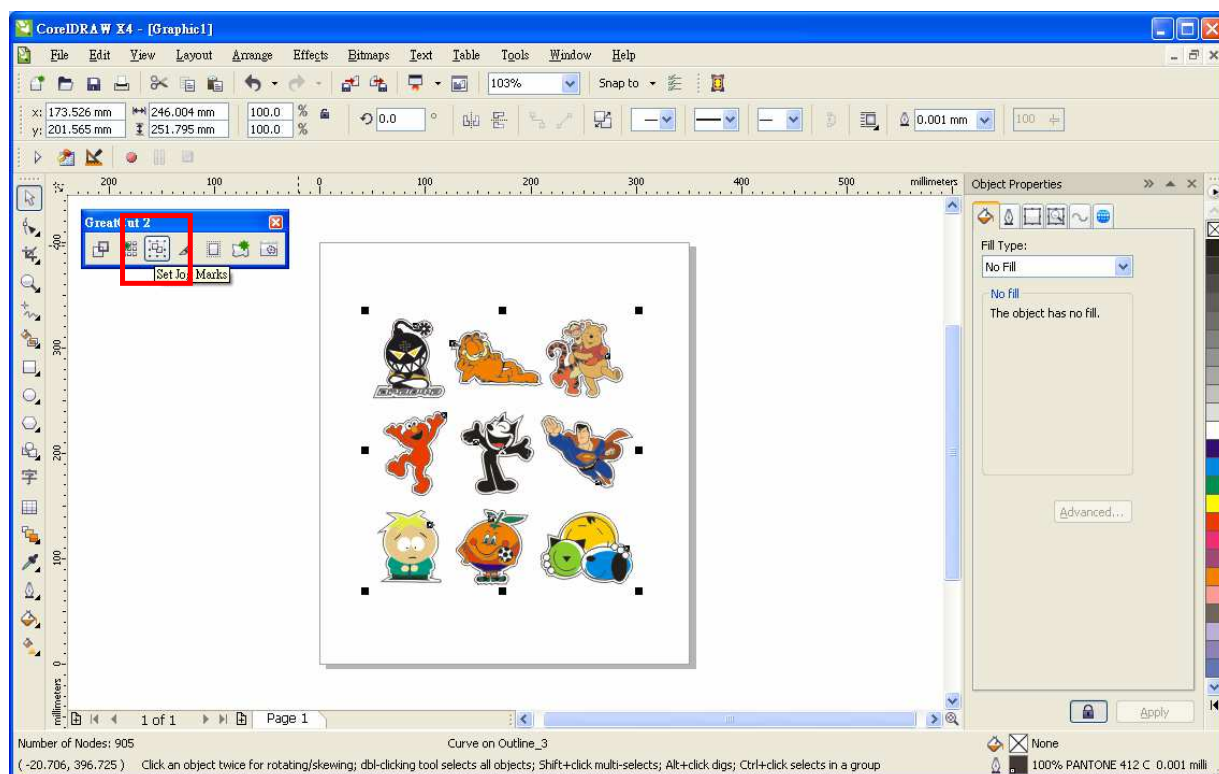 CorelDRAW X4 - [Graphic1]
File Edit View Layout Arrange Effects Bitmaps Text Table Tools Window Help
103% Snap to
x: 173.526 mm 246.004 mm 100.0 % 0.0 ° 0.001 mm 100
y: 201.565 mm 251.795 mm 100.0 %
200 100 0 100 200 300 400 500 millimeters
Object Properties
GreatCut 2
Set Jog Marks
Fill Type:
No Fill
No fill
The object has no fill.
Advanced...
400
300
200
100
0
millimeters
字
1 of 1 Page 1
Apply
Number of Nodes: 905 Curve on Outline_3 None
( -20.706, 396.725 ) Click an object twice for rotating/skewing; dbl-clicking tool selects all objects; Shift+click multi-selects; Alt+click digs; Ctrl+click selects in a group 100% PANTONE 412 C 0.001 milli